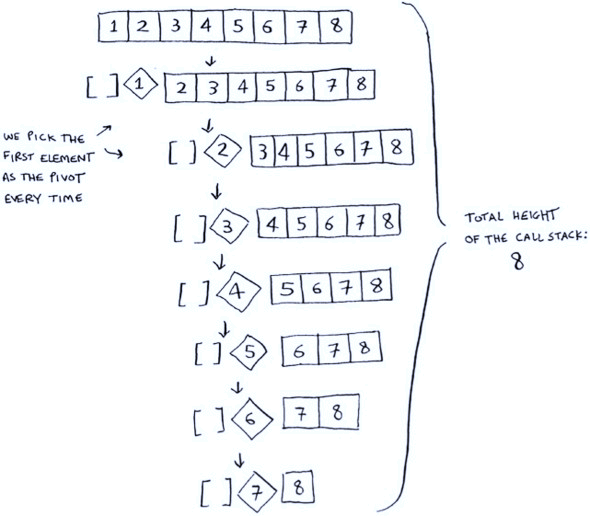 1 2 3 4 5 6 7 8
[ ] 1 2 3 4 5 6 7 8
WE PICK THE
FIRST ELEMENT
AS THE PIVOT
EVERY TIME
[ ] 2 3 4 5 6 7 8
[ ] 3 4 5 6 7 8
TOTAL HEIGHT
OF THE CALL STACK:
8
[ ] 4 5 6 7 8
[ ] 5 6 7 8
[ ] 6 7 8
[ ] 7 8